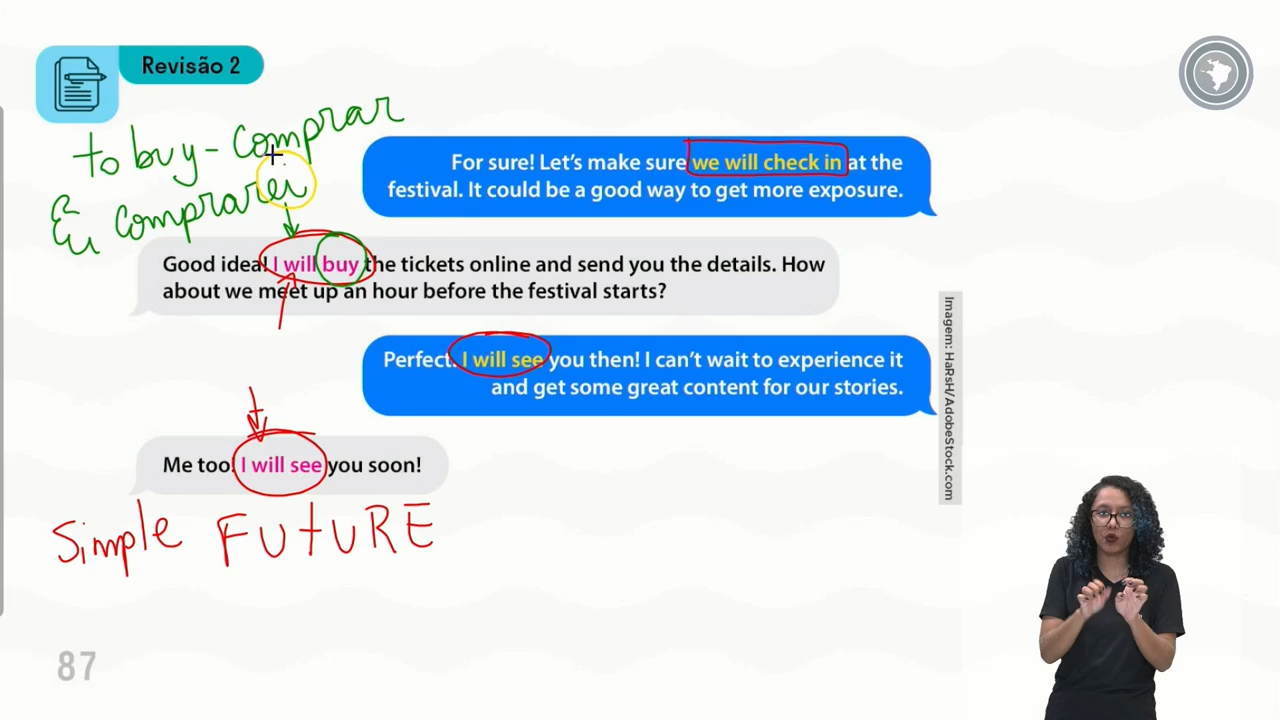 Revisão 2
to buy - comprar
Eu comprarei
For sure! Let's make sure we will check in at the
festival. It could be a good way to get more exposure.
Good idea! I will buy the tickets online and send you the details. How
about we meet up an hour before the festival starts?
Perfect. I will see you then! I can't wait to experience it
and get some great content for our stories.
Me too! I will see you soon!
Simple FUtURE
Imagem: HaRsH/AdobeStock.com
87